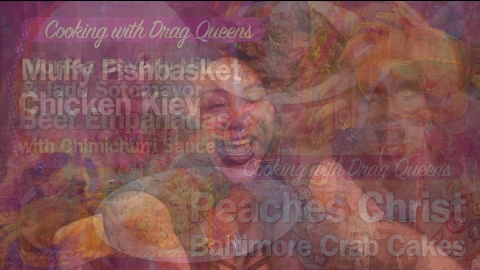 Cooking with Drag Queens
Muffy Fishbasket
& Jade Sotomayor
Chicken Kiev
Beef Empanadas
with Chimichurri Sauce
Cooking with Drag Queens
Peaches Christ
Baltimore Crab Cakes